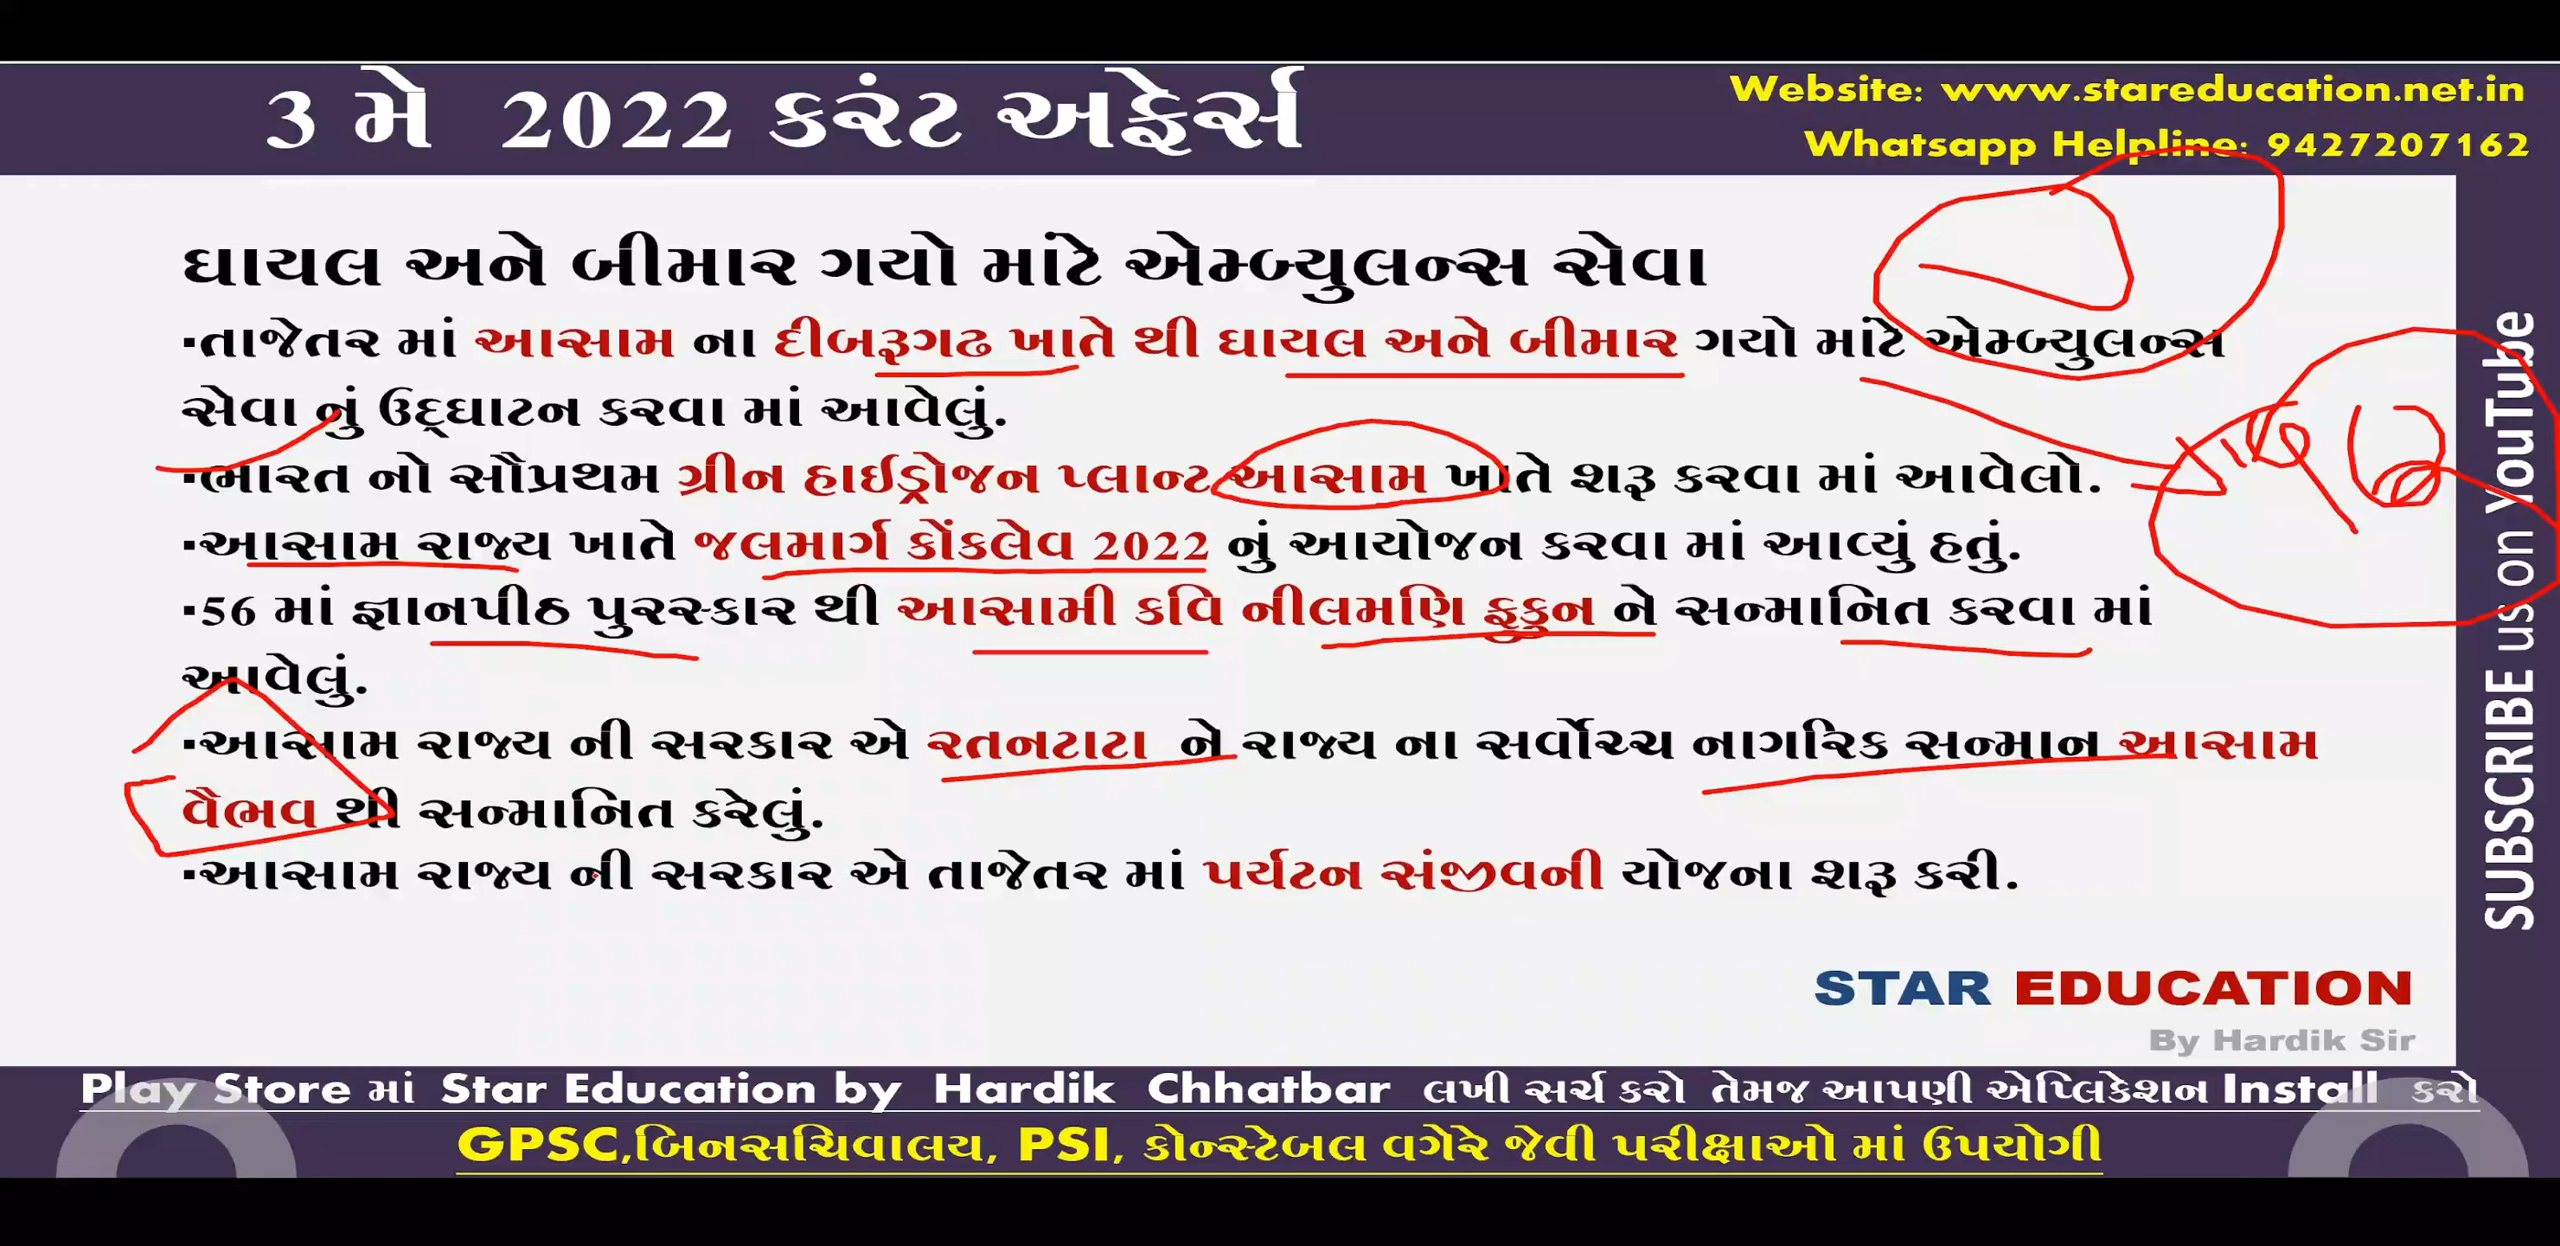 3 મે 2022 કરંટ અફેર્સ
Website: www.stareducation.net.in
Whatsapp Helpline: 9427207162
ઘાયલ અને બીમાર ગયો માંટે એમ્બ્યુલન્સ સેવા
▪તાજેતર માં આસામ ના દીબરૂગઢ ખાતે થી ઘાયલ અને બીમાર ગયો માંટે એમ્બ્યુલન્સ
સેવા નું ઉદ્ઘાટન કરવા માં આવેલું.
▪ભારત નો સૌપ્રથમ ગ્રીન હાઈડ્રોજન પ્લાન્ટ આસામ ખાતે શરૂ કરવા માં આવેલો.
▪આસામ રાજ્ય ખાતે જલમાર્ગ કોંકલેવ 2022 નું આયોજન કરવા માં આવ્યું હતું.
▪56 માં જ્ઞાનપીઠ પુરસ્કાર થી આસામી કવિ નીલમણિ ફુકુન ને સન્માનિત કરવા માં
આવેલું.
▪આસામ રાજ્ય ની સરકાર એ રતનટાટા ને રાજ્ય ના સર્વોચ્ચ નાગરિક સન્માન આસામ
વૈભવ થી સન્માનિત કરેલું.
▪આસામ રાજ્ય ની સરકાર એ તાજેતર માં પર્યટન સંજીવની યોજના શરૂ કરી.
SUBSCRIBE us on YouTube
STAR EDUCATION
By Hardik Sir
Play Store માં Star Education by Hardik Chhatbar લખી સર્ચ કરો તેમજ આપણી એપ્લિકેશન Install કરો
GPSC,બિનસચિવાલય, PSI, કોન્સ્ટેબલ વગેરે જેવી પરીક્ષાઓ માં ઉપયોગી